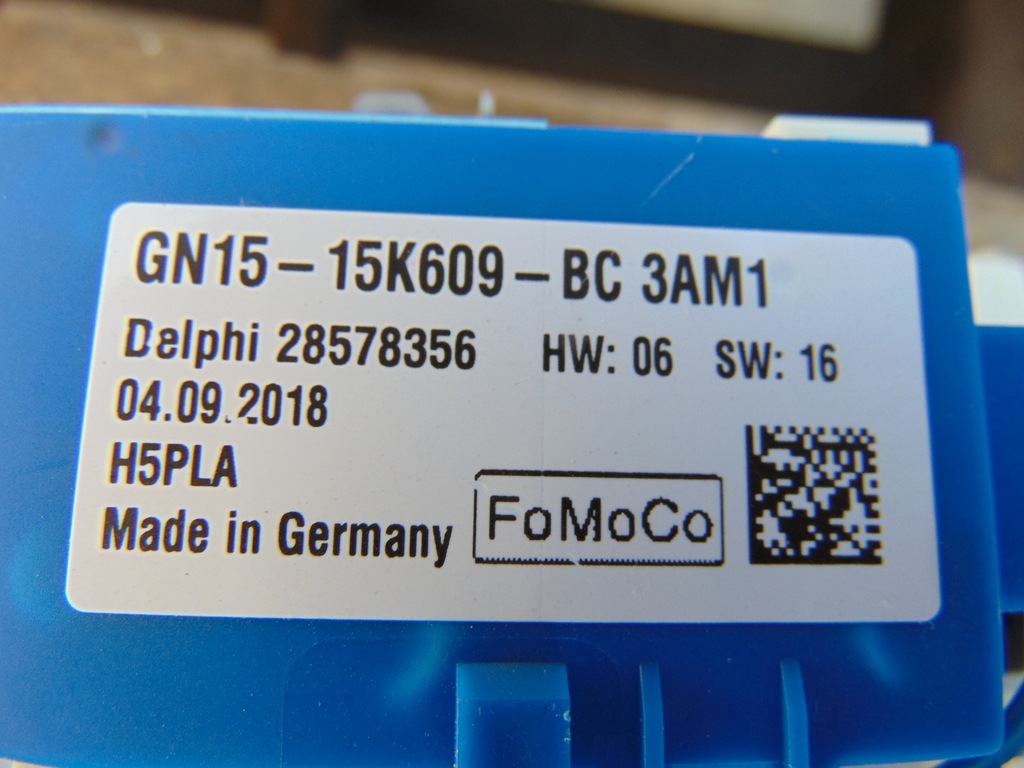 GN15-15K609-BC 3AM1
Delphi 28578356 HW: 06 SW: 16
04.09.2018
H5PLA
Made in Germany FoMoCo